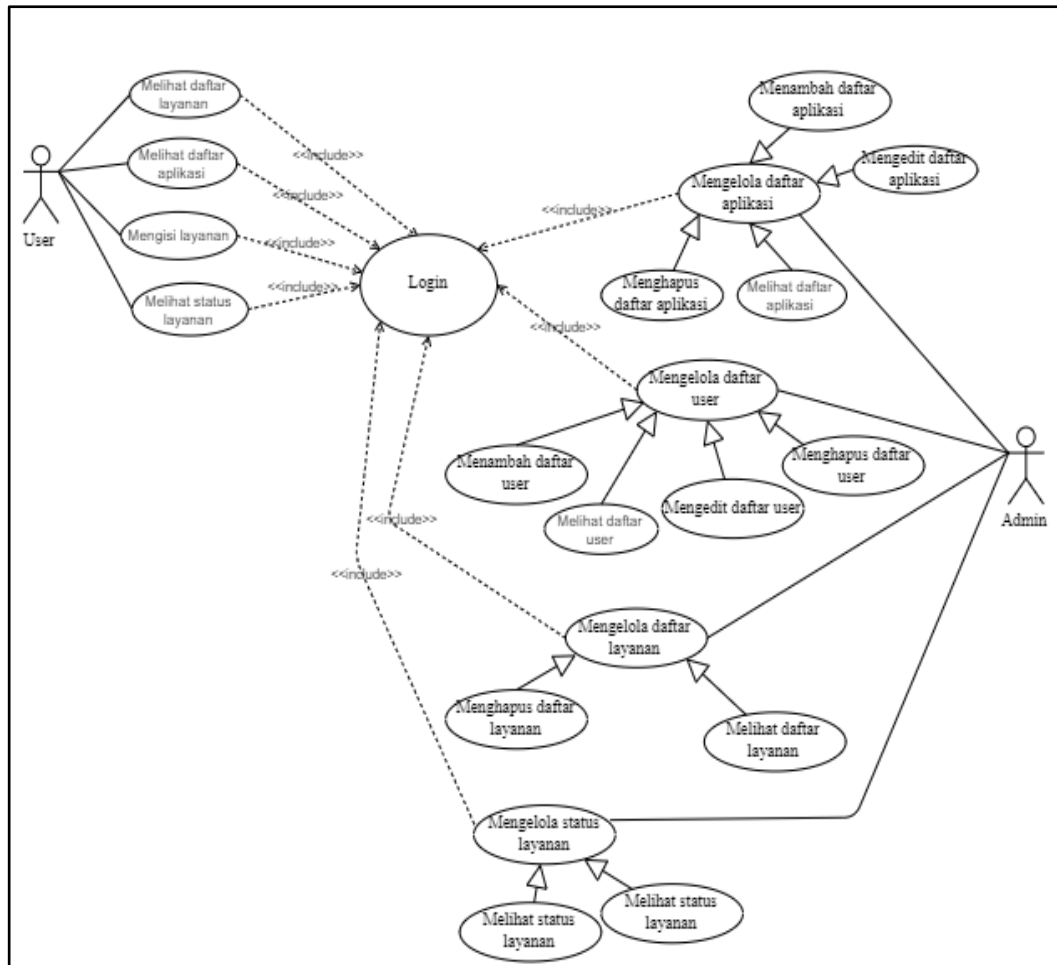 Melihat daftar
layanan
<<include>>
Melihat daftar
aplikasi
<<include>>
User
Mengisi layanan
<<include>>
Melihat status
layanan
<<include>>
Login
Menambah daftar
aplikasi
Mengedit daftar
aplikasi
Mengelola daftar
aplikasi
<<include>>
Menghapus
daftar aplikasi
Melihat daftar
aplikasi
<<include>>
Mengelola daftar
user
Menambah daftar
user
Melihat daftar
user
Mengedit daftar user
Menghapus daftar
user
Admin
<<include>>
<<include>>
Mengelola daftar
layanan
Menghapus daftar
layanan
Melihat daftar
layanan
Mengelola status
layanan
Melihat status
layanan
Melihat status
layanan